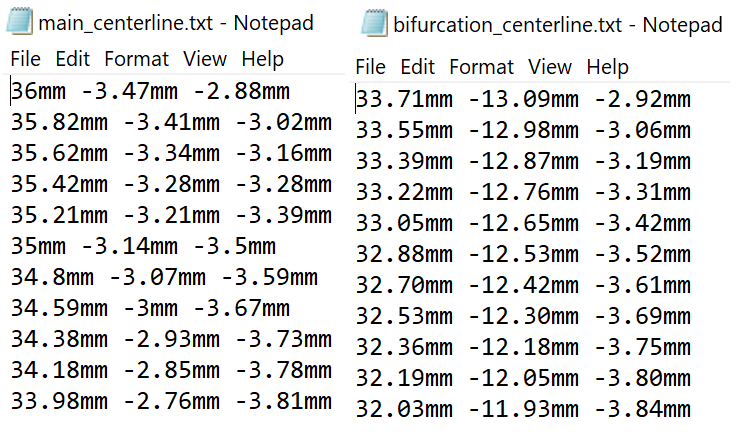 main_centerline.txt - Notepad
File Edit Format View Help
36mm -3.47mm -2.88mm
35.82mm -3.41mm -3.02mm
35.62mm -3.34mm -3.16mm
35.42mm -3.28mm -3.28mm
35.21mm -3.21mm -3.39mm
35mm -3.14mm -3.5mm
34.8mm -3.07mm -3.59mm
34.59mm -3mm -3.67mm
34.38mm -2.93mm -3.73mm
34.18mm -2.85mm -3.78mm
33.98mm -2.76mm -3.81mm
bifurcation_centerline.txt - Notepad
File Edit Format View Help
33.71mm -13.09mm -2.92mm
33.55mm -12.98mm -3.06mm
33.39mm -12.87mm -3.19mm
33.22mm -12.76mm -3.31mm
33.05mm -12.65mm -3.42mm
32.88mm -12.53mm -3.52mm
32.70mm -12.42mm -3.61mm
32.53mm -12.30mm -3.69mm
32.36mm -12.18mm -3.75mm
32.19mm -12.05mm -3.80mm
32.03mm -11.93mm -3.84mm